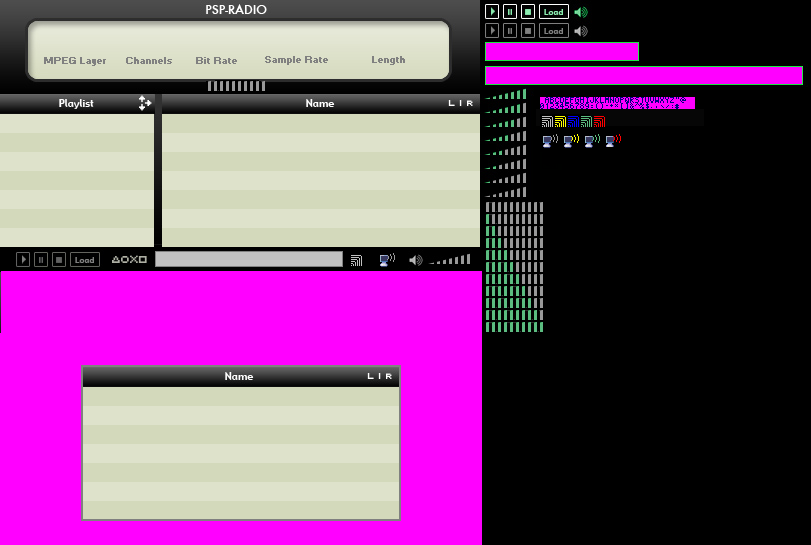 PSP-RADIO
MPEG Layer Channels Bit Rate Sample Rate Length
Playlist Name L I R
Load
Name L I R
Load
Load